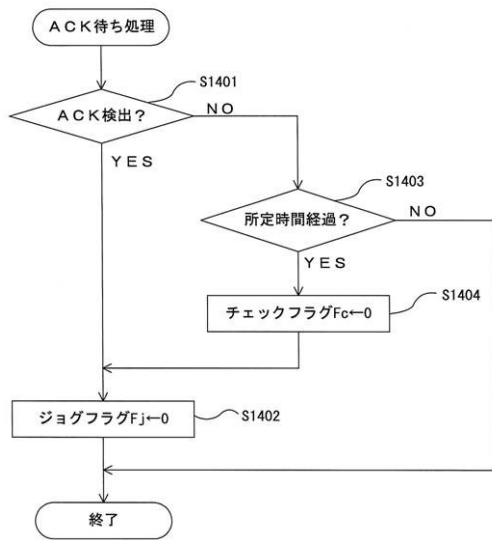 ACK待ち処理
S1401
ACK検出？
NO
YES
S1403
所定時間経過？
NO
YES
S1404
チェックフラグFc←0
ジョグフラグFj←0
S1402
終了